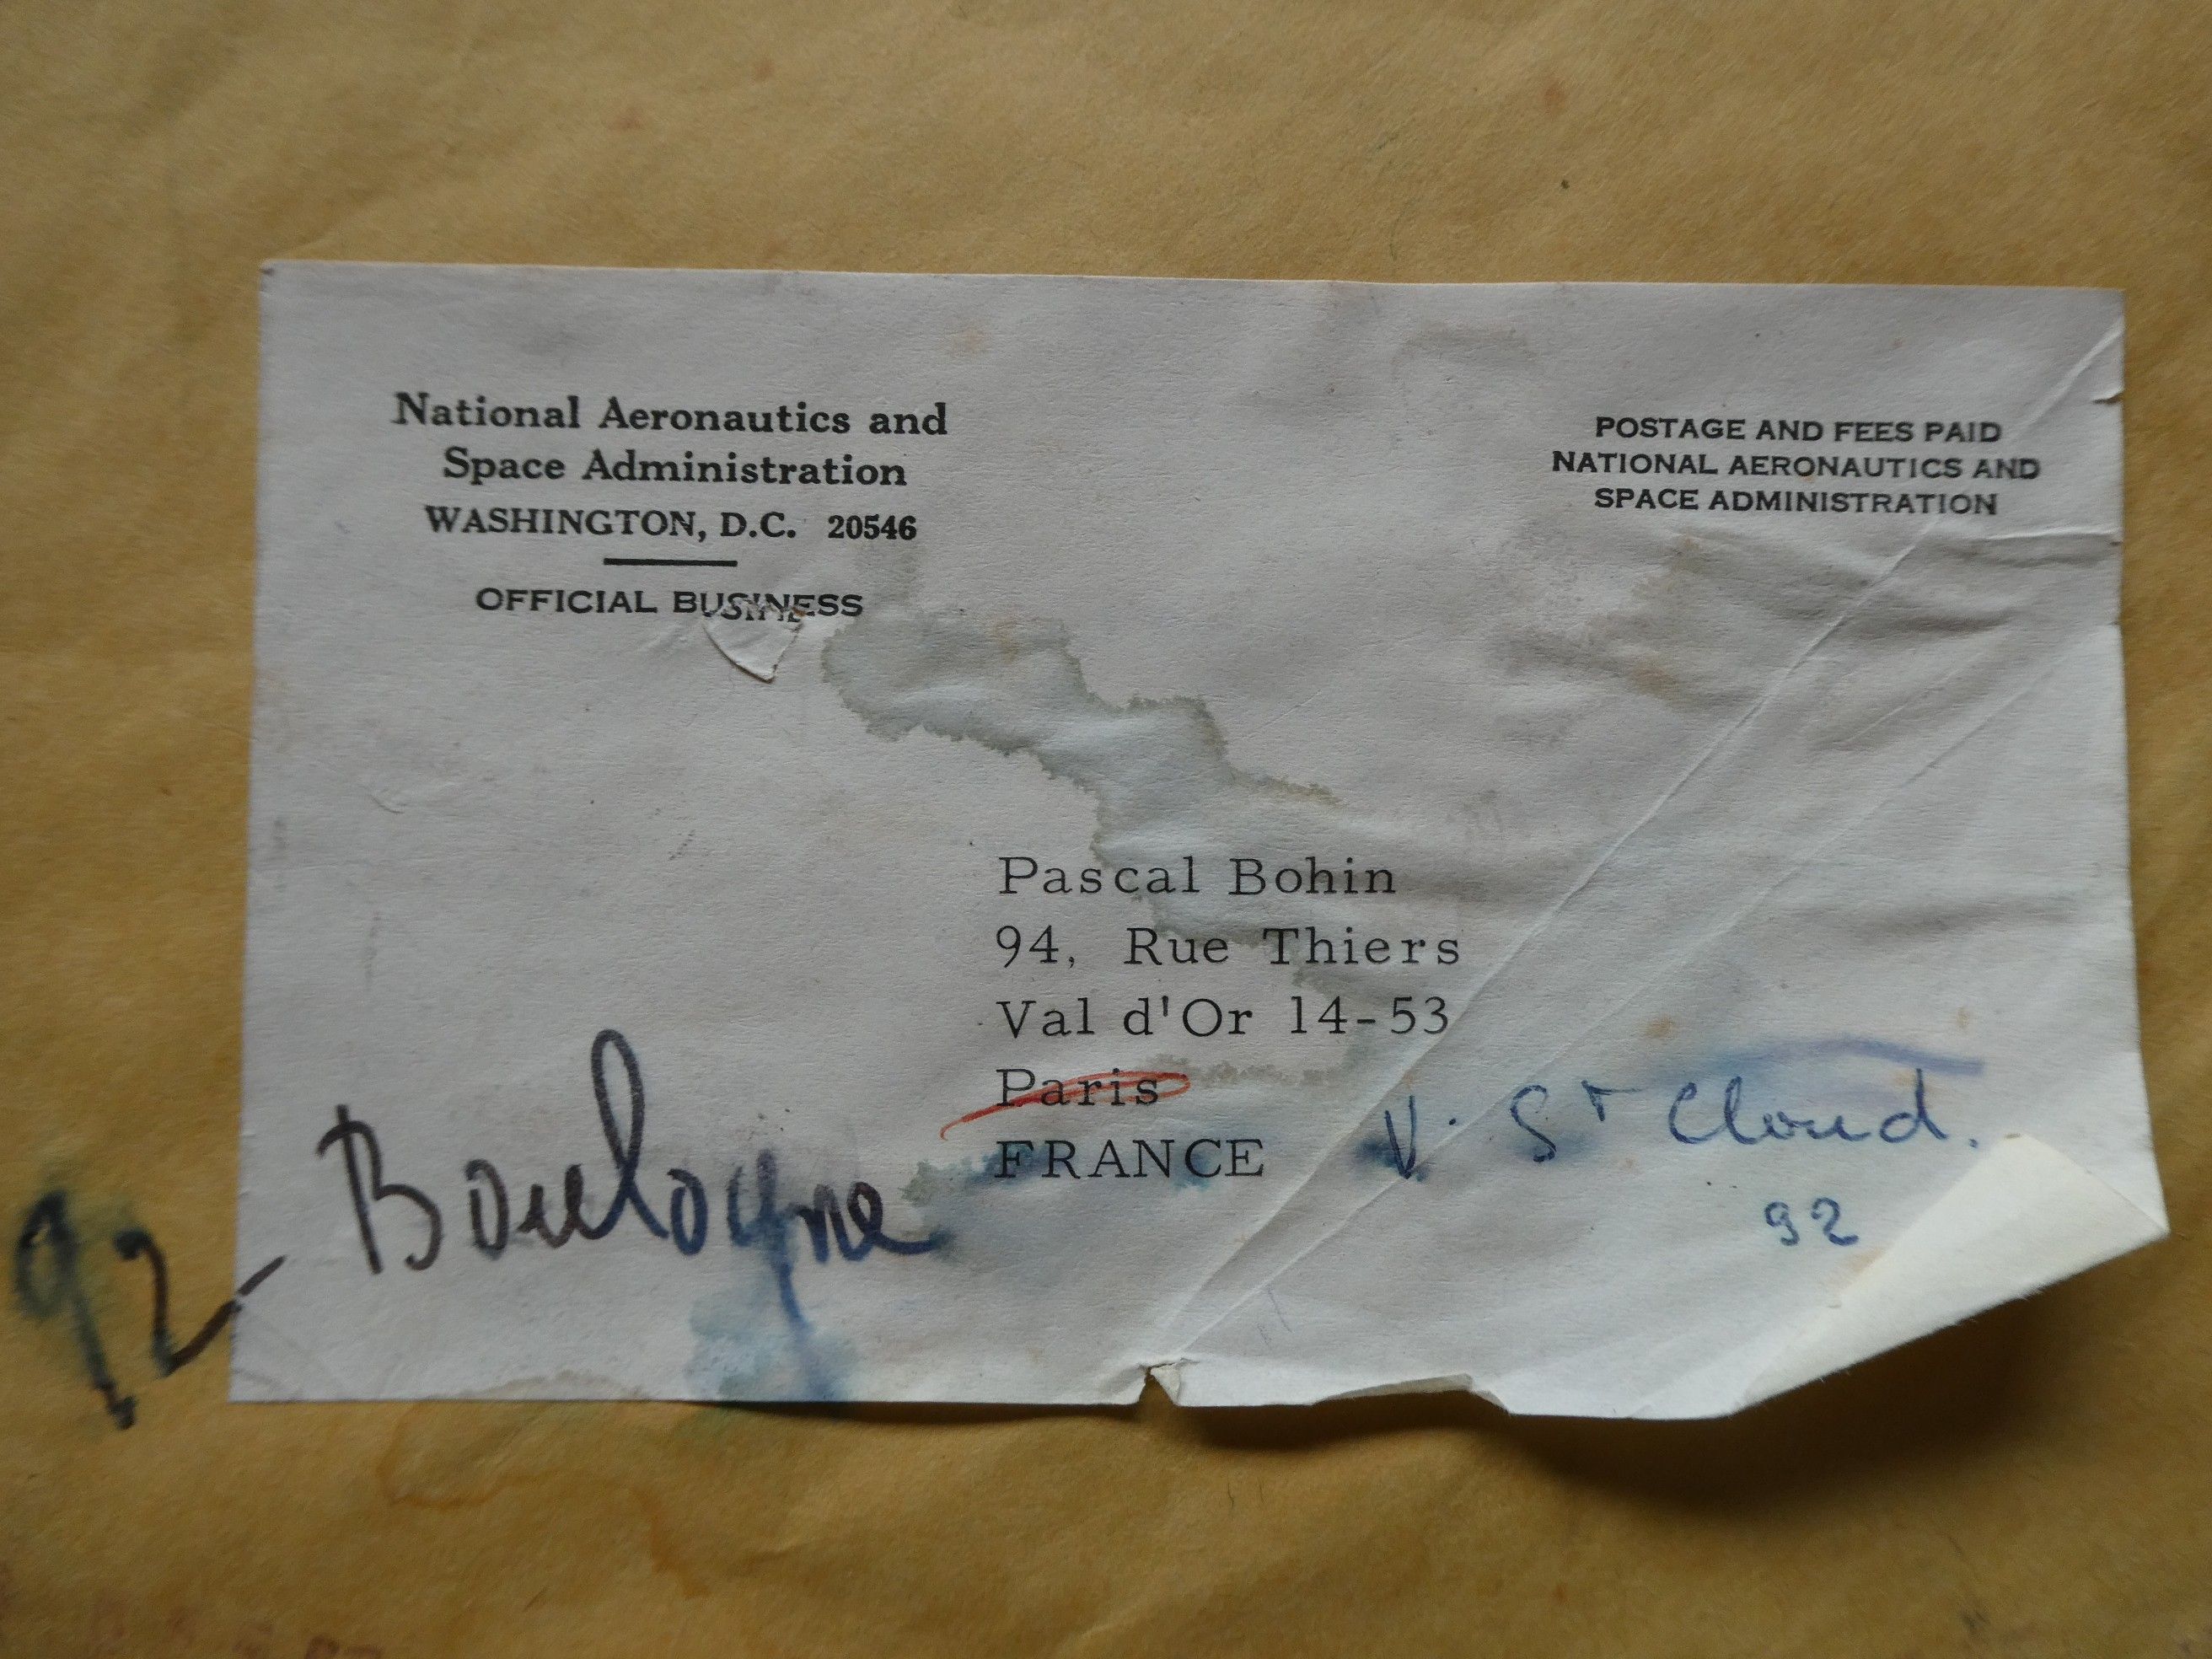 National Aeronautics and
Space Administration
WASHINGTON, D.C. 20546
OFFICIAL BUSINESS
POSTAGE AND FEES PAID
NATIONAL AERONAUTICS AND
SPACE ADMINISTRATION
Pascal Bohin
94, Rue Thiers
Val d'Or 14-53
Paris
FRANCE
V. St Cloud.
92
92 - Boulogne